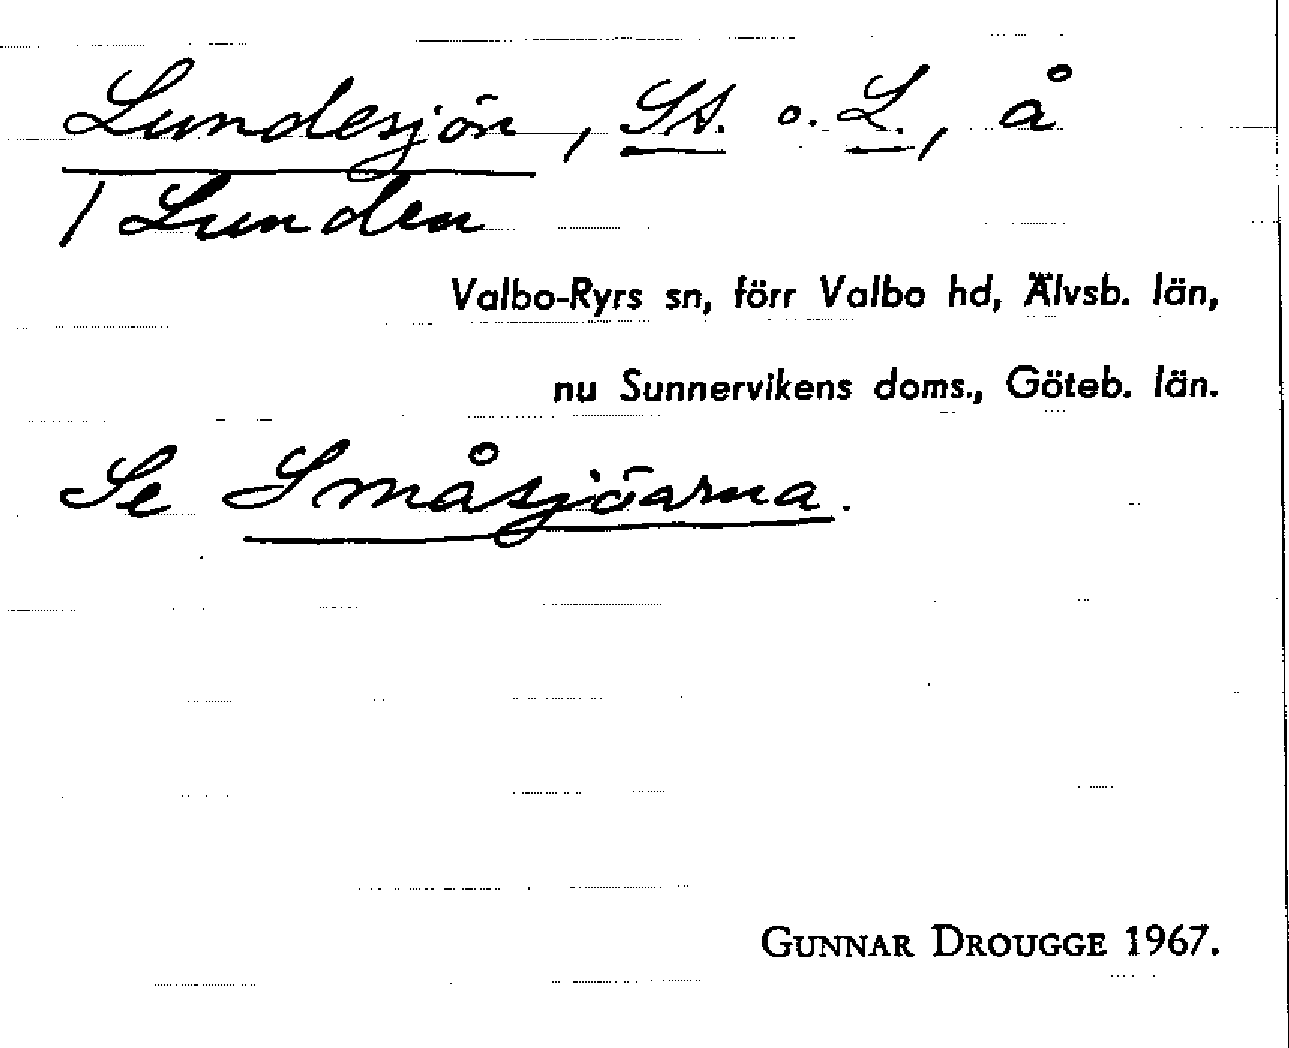 Lundesjön, St. o. L., å
/ Lunden
Valbo-Ryrs sn, förr Valbo hd, Älvsb. län,
nu Sunnervikens doms., Göteb. län.
Se Småsjöarna.
GUNNAR DROUGGE 1967.